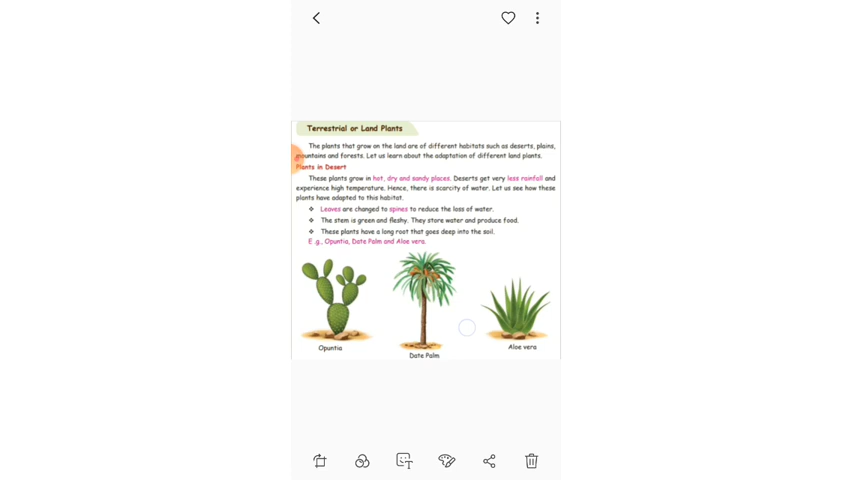 Terrestrial or Land Plants
The plants that grow on the land are of different habitats such as deserts, plains,
mountains and forests. Let us learn about the adaptation of different land plants.
Plants in Desert
These plants grow in hot, dry and sandy places. Deserts get very less rainfall and
experience high temperature. Hence, there is scarcity of water. Let us see how these
plants have adapted to this habitat.
❖ Leaves are changed to spines to reduce the loss of water.
❖ The stem is green and fleshy. They store water and produce food.
❖ These plants have a long root that goes deep into the soil.
E .g., Opuntia, Date Palm and Aloe vera.
Opuntia
Date Palm
Aloe vera